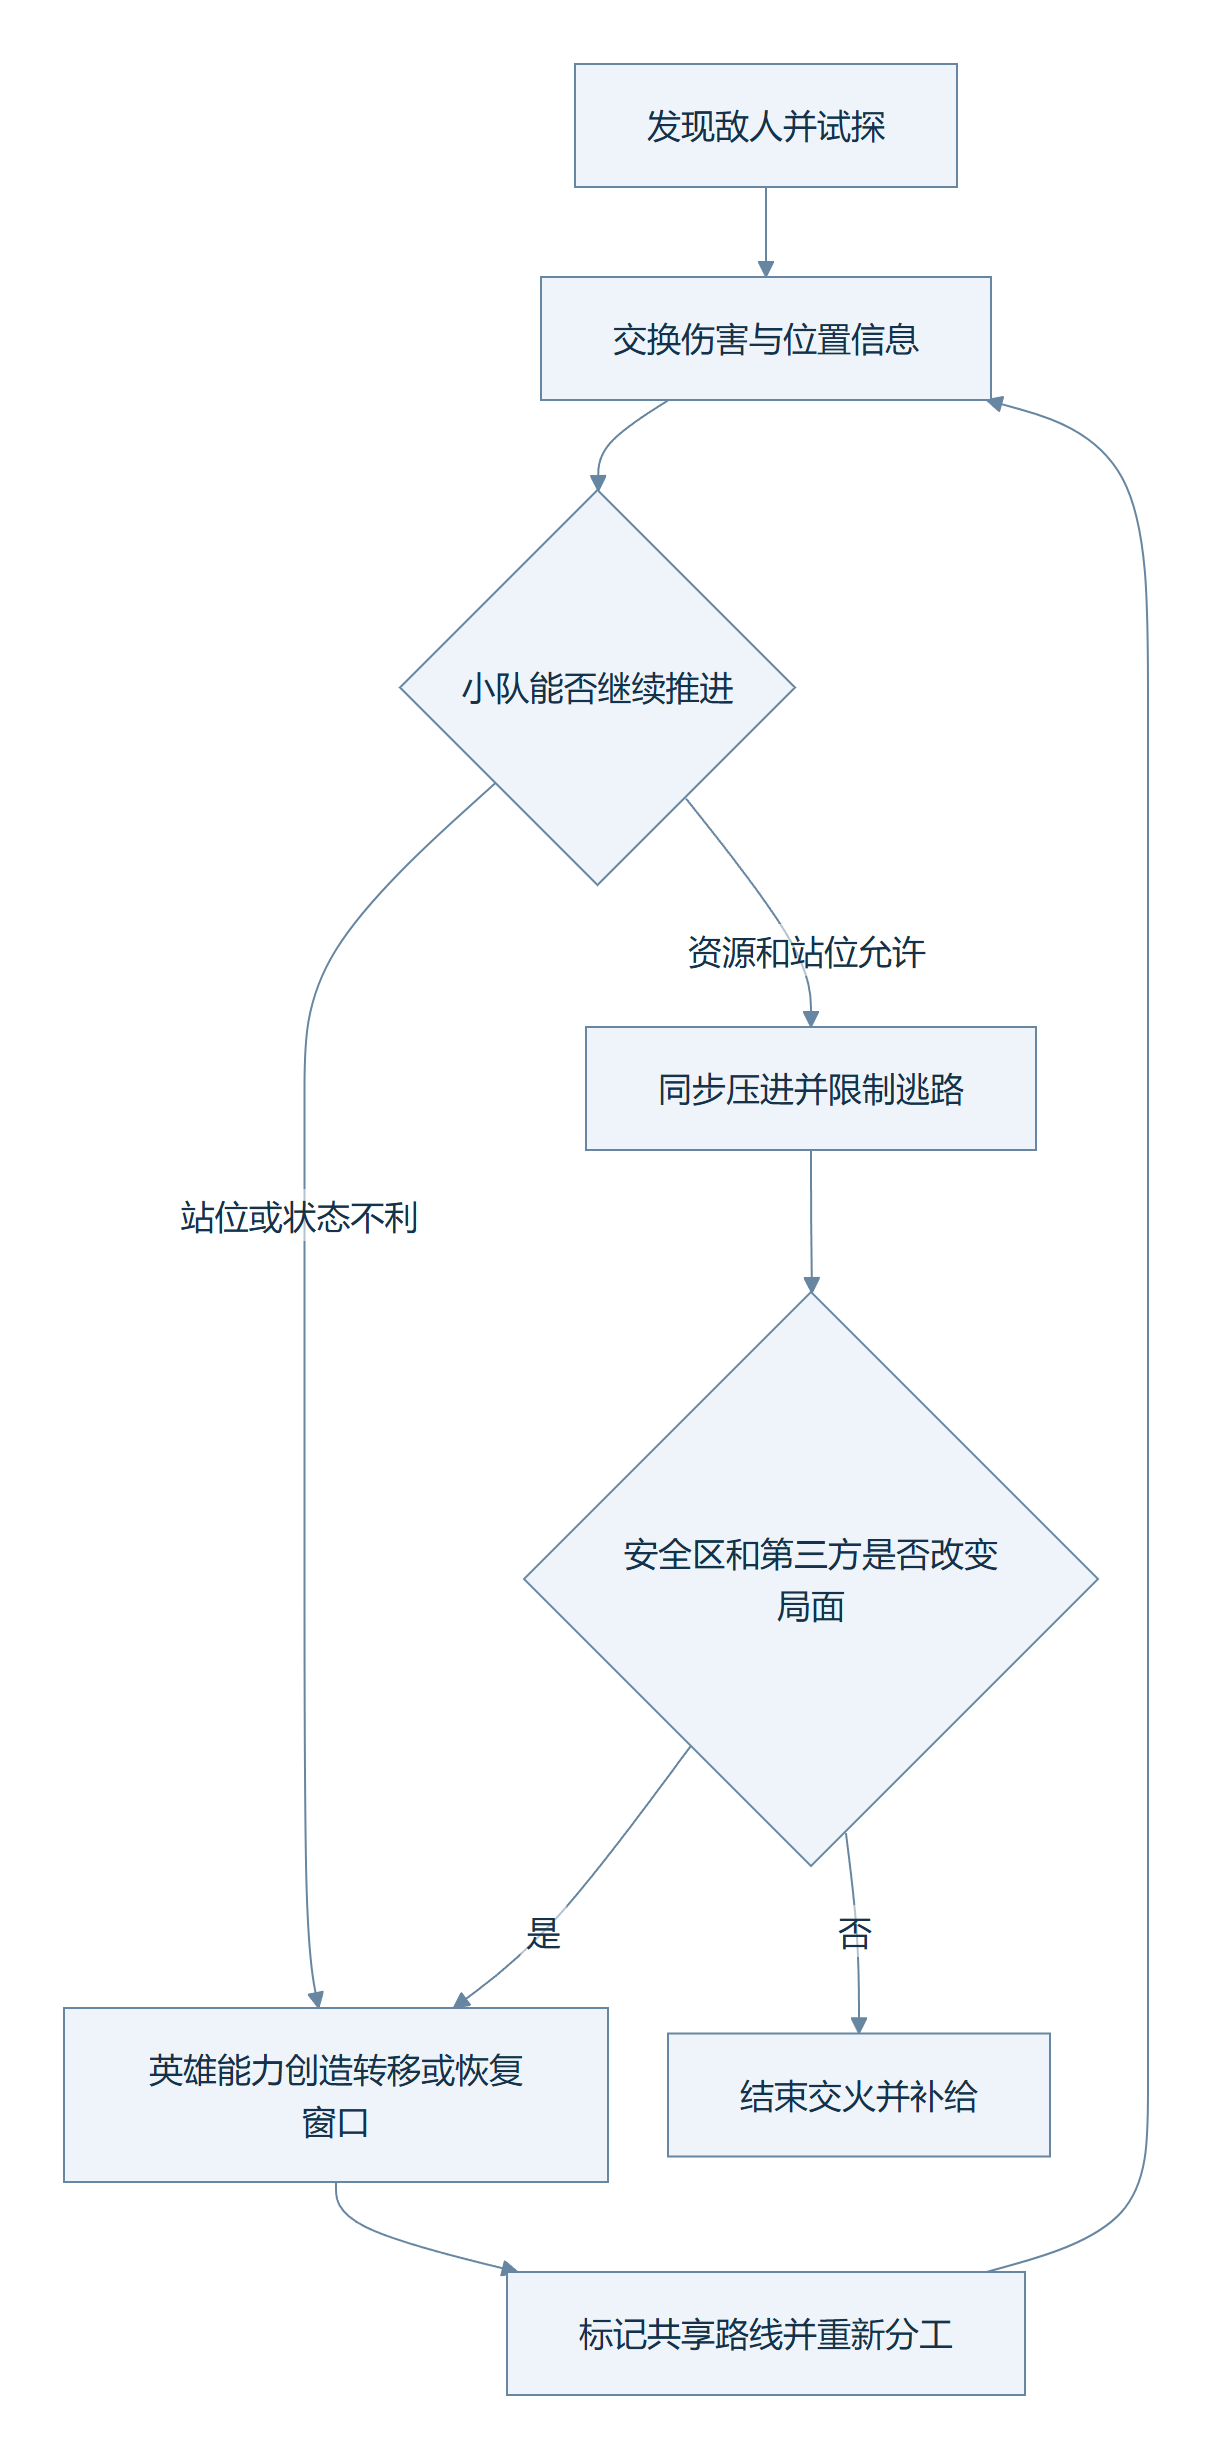 发现敌人并试探
交换伤害与位置信息
小队能否继续推进
资源和站位允许
同步压进并限制逃路
站位或状态不利
安全区和第三方是否改变
局面
是
否
英雄能力创造转移或恢复
窗口
结束交火并补给
标记共享路线并重新分工